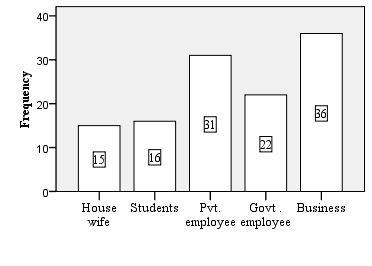 40
30
20
10
0
Frequency
15
16
31
22
36
House wife
Students
Pvt. employee
Govt . employee
Business